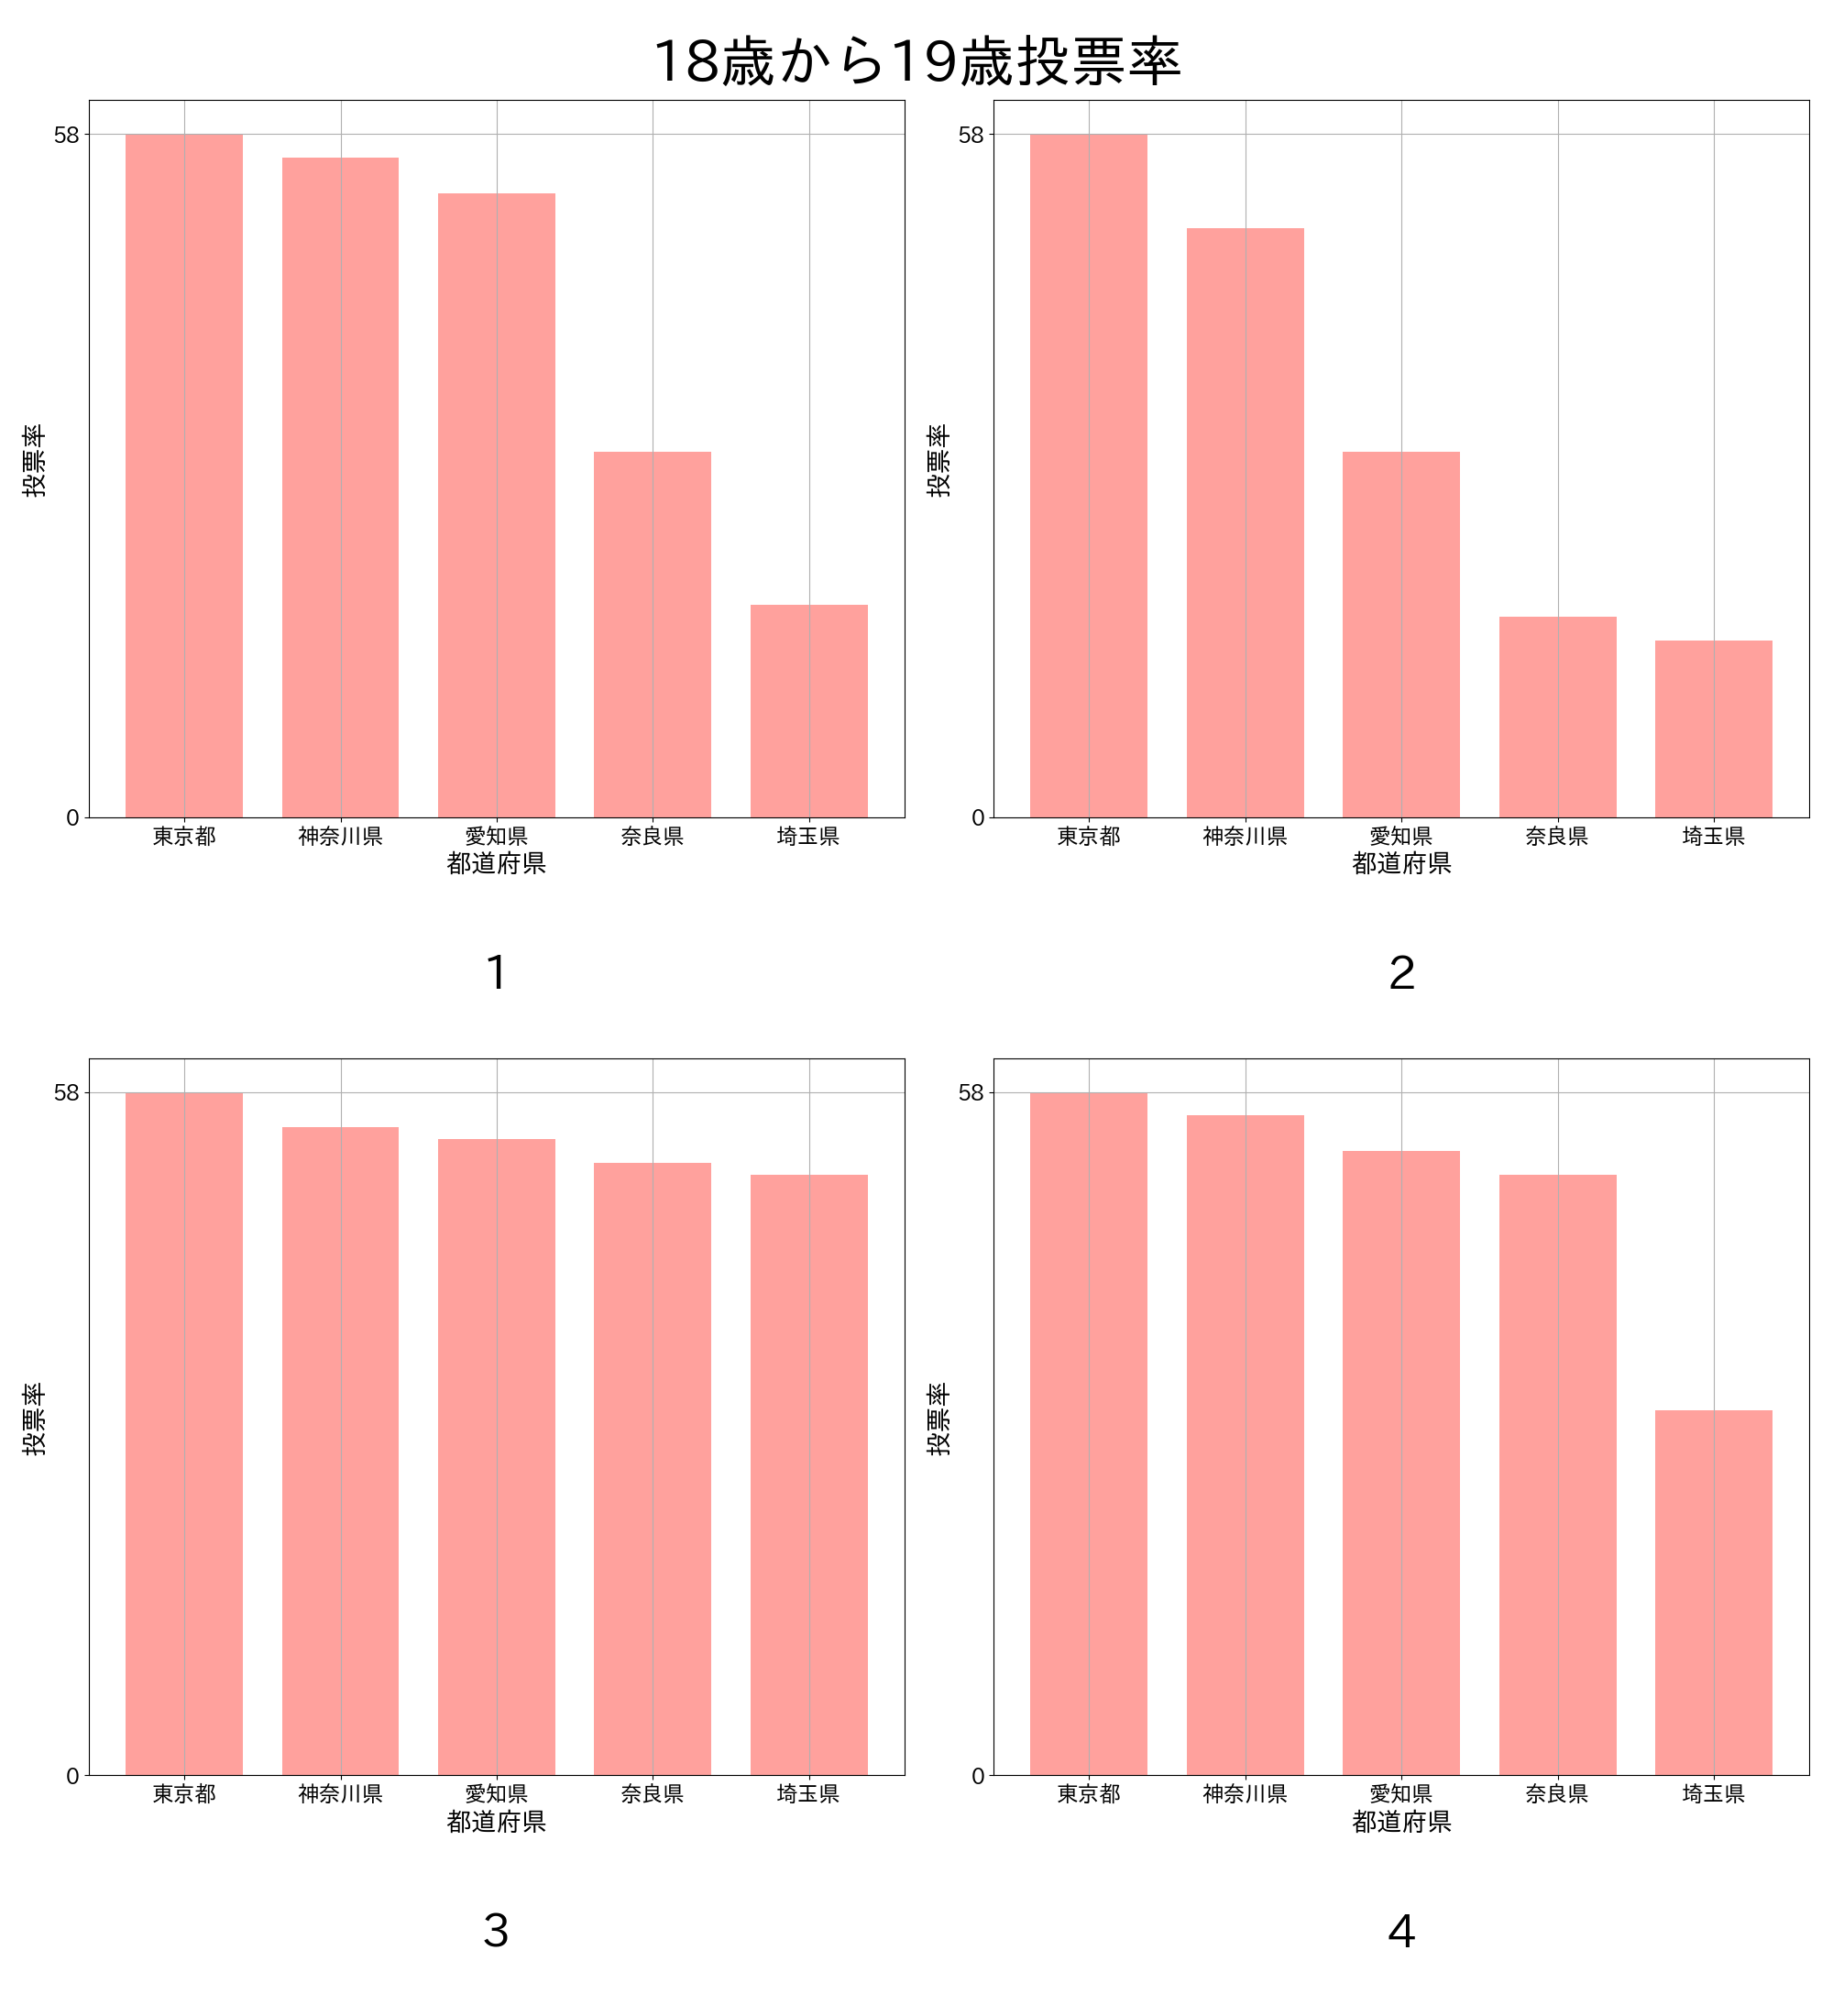 18歳から19歳投票率
58
0
投票率
東京都 神奈川県 愛知県 奈良県 埼玉県
都道府県
1
58
0
投票率
東京都 神奈川県 愛知県 奈良県 埼玉県
都道府県
2
58
0
投票率
東京都 神奈川県 愛知県 奈良県 埼玉県
都道府県
3
58
0
投票率
東京都 神奈川県 愛知県 奈良県 埼玉県
都道府県
4